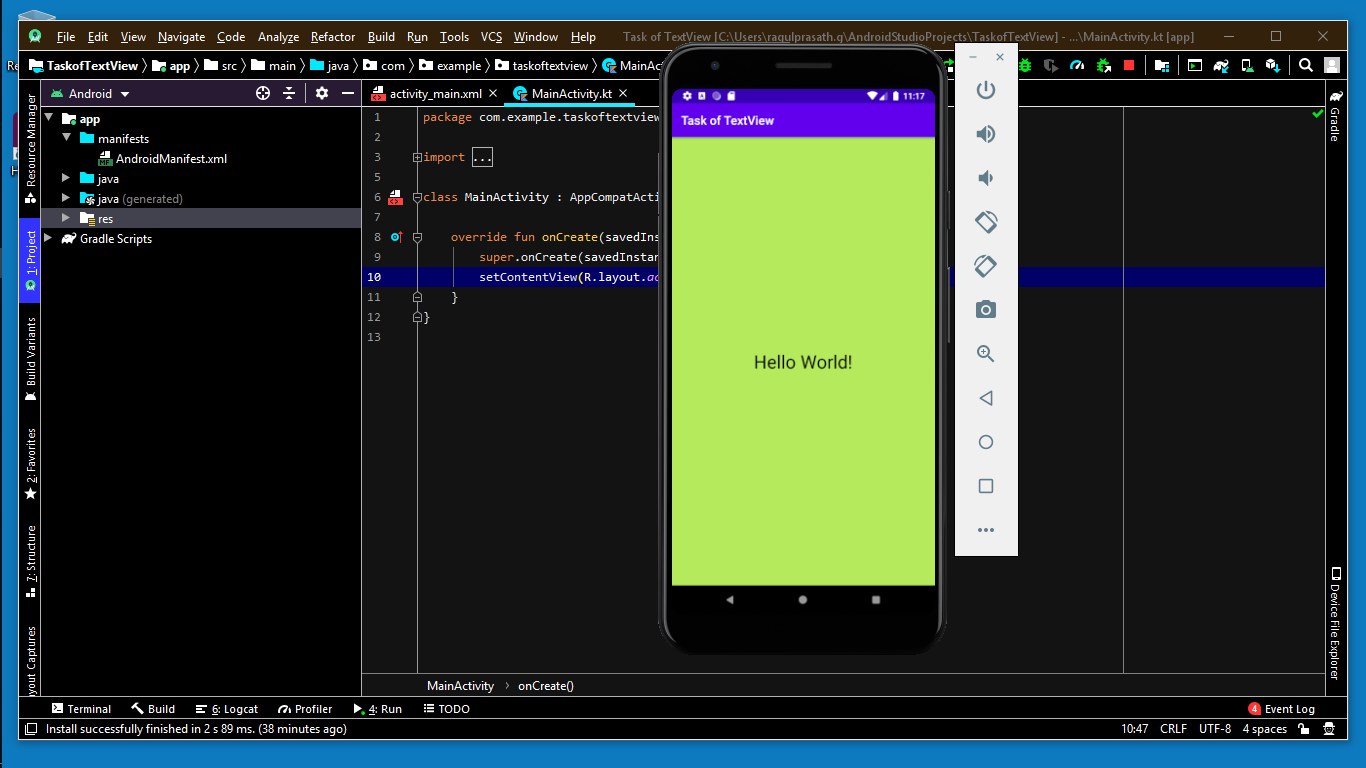 File Edit View Navigate Code Analyze Refactor Build Run Tools VCS Window Help Task of TextView [C:\Users\ragulprasath.q\AndroidStudioProjects\TaskofTextView] - ...\MainActivity.kt [app]
TaskofTextView app src main java com example taskoftextview MainAc
Android
activity_main.xml MainActivity.kt
app
manifests
AndroidManifest.xml
java
java (generated)
res
Gradle Scripts
Resource Manager
1: Project
Build Variants
2: Favorites
7: Structure
yout Captures
1 package com.example.taskoftextview
2
3 import ...
5
6 class MainActivity : AppCompatActi
7
8 override fun onCreate(savedIns
9 super.onCreate(savedInstan
10 setContentView(R.layout.ac
11 }
12 }
13
11:17
Task of TextView
Hello World!
Gradle
Device File Explorer
MainActivity onCreate()
Terminal Build 6: Logcat Profiler 4: Run TODO 4 Event Log
Install successfully finished in 2 s 89 ms. (38 minutes ago) 10:47 CRLF UTF-8 4 spaces